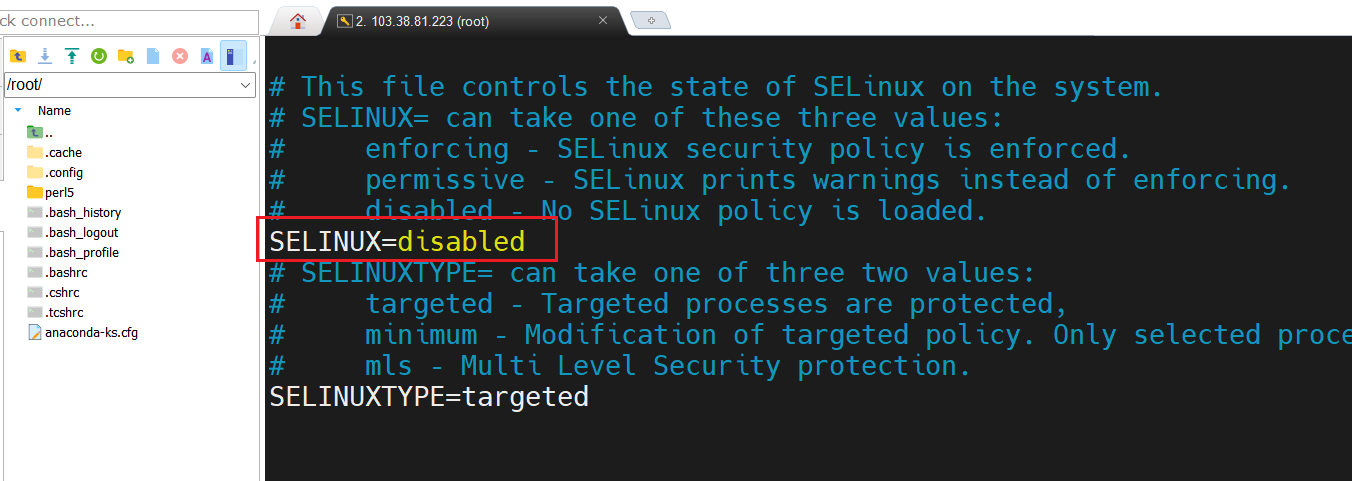 ck connect...
2. 103.38.81.223 (root)
/root/
Name
..
.cache
.config
perl5
.bash_history
.bash_logout
.bash_profile
.bashrc
.cshrc
.tcshrc
anaconda-ks.cfg
# This file controls the state of SELinux on the system.
# SELINUX= can take one of these three values:
#     enforcing - SELinux security policy is enforced.
#     permissive - SELinux prints warnings instead of enforcing.
#     disabled - No SELinux policy is loaded.
SELINUX=disabled
# SELINUXTYPE= can take one of three two values:
#     targeted - Targeted processes are protected,
#     minimum - Modification of targeted policy. Only selected proce
#     mls - Multi Level Security protection.
SELINUXTYPE=targeted